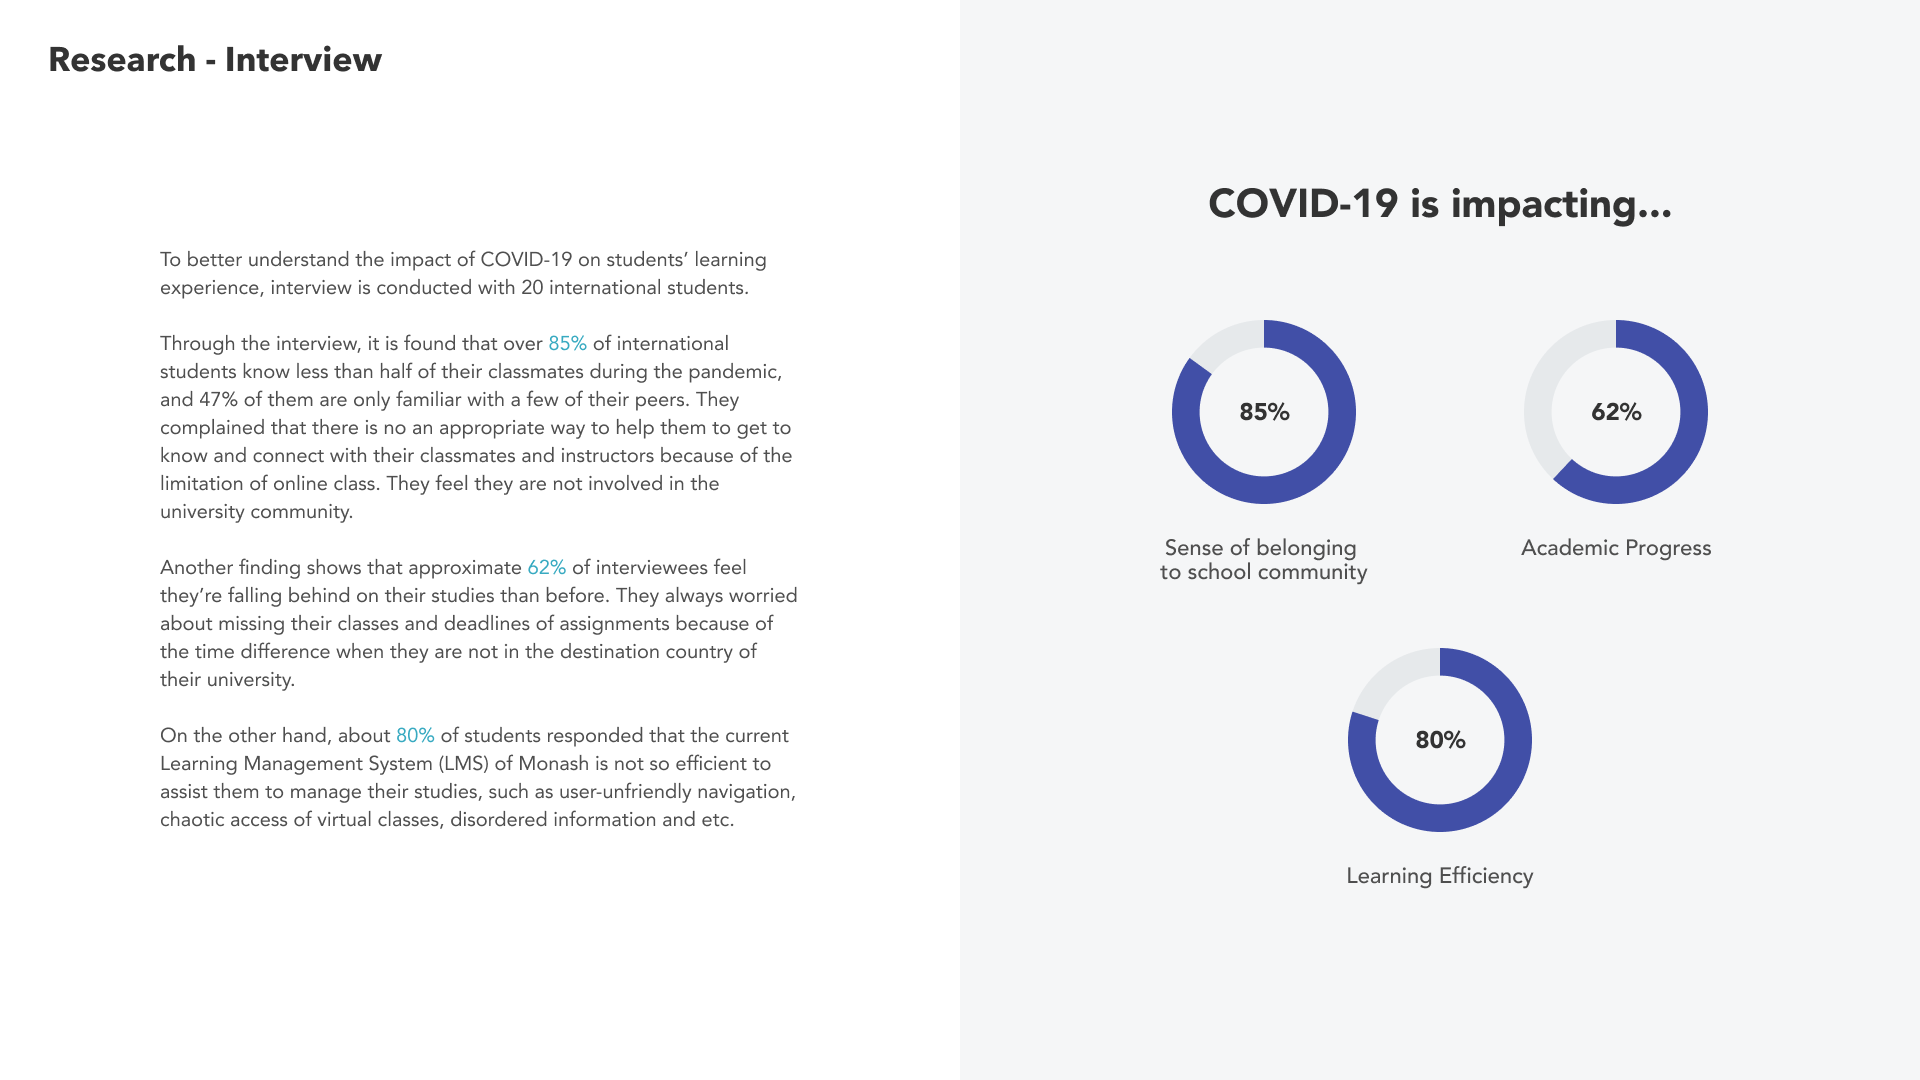 Research - Interview
To better understand the impact of COVID-19 on students’ learning
experience, interview is conducted with 20 international students.
Through the interview, it is found that over 85% of international
students know less than half of their classmates during the pandemic,
and 47% of them are only familiar with a few of their peers. They
complained that there is no an appropriate way to help them to get to
know and connect with their classmates and instructors because of the
limitation of online class. They feel they are not involved in the
university community.
Another finding shows that approximate 62% of interviewees feel
they’re falling behind on their studies than before. They always worried
about missing their classes and deadlines of assignments because of
the time difference when they are not in the destination country of
their university.
On the other hand, about 80% of students responded that the current
Learning Management System (LMS) of Monash is not so efficient to
assist them to manage their studies, such as user-unfriendly navigation,
chaotic access of virtual classes, disordered information and etc.
COVID-19 is impacting...
85%
Sense of belonging
to school community
62%
Academic Progress
80%
Learning Efficiency